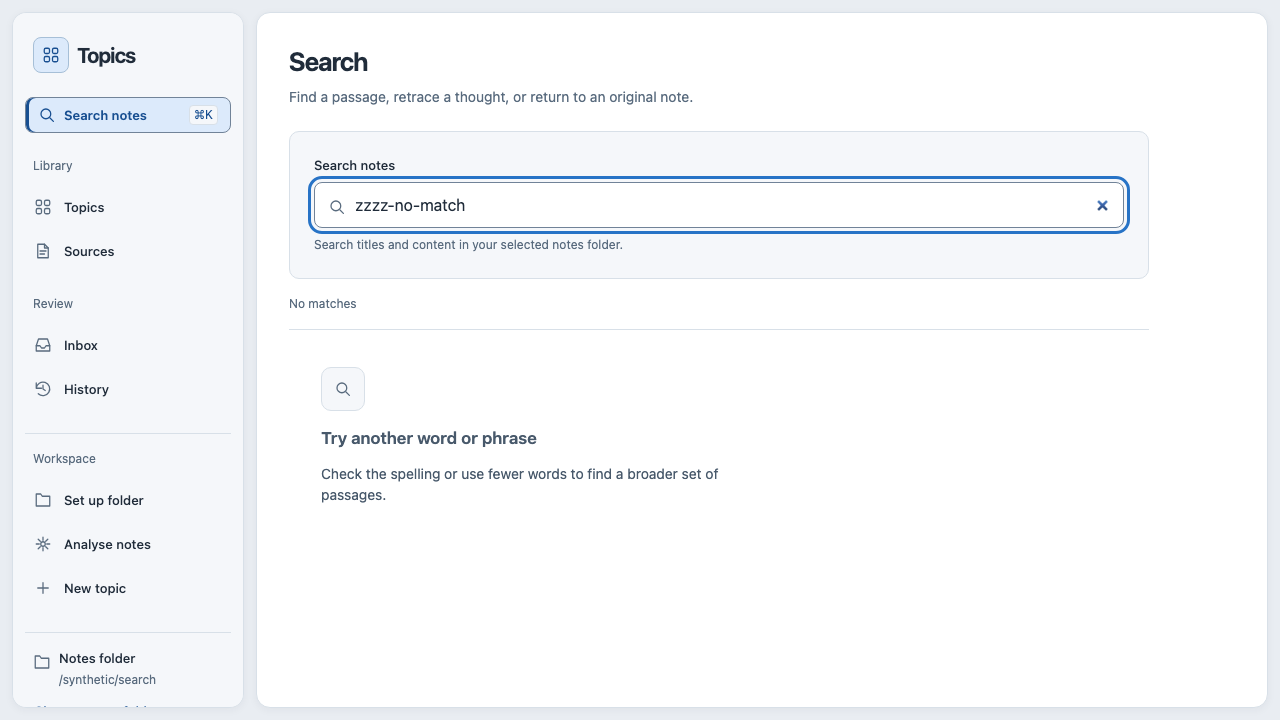 Topics
Search notes ⌘K
Library
Topics
Sources
Review
Inbox
History
Workspace
Set up folder
Analyse notes
New topic
Notes folder
/synthetic/search
Search
Find a passage, retrace a thought, or return to an original note.
Search notes
zzzz-no-match
Search titles and content in your selected notes folder.
No matches
Try another word or phrase
Check the spelling or use fewer words to find a broader set of
passages.